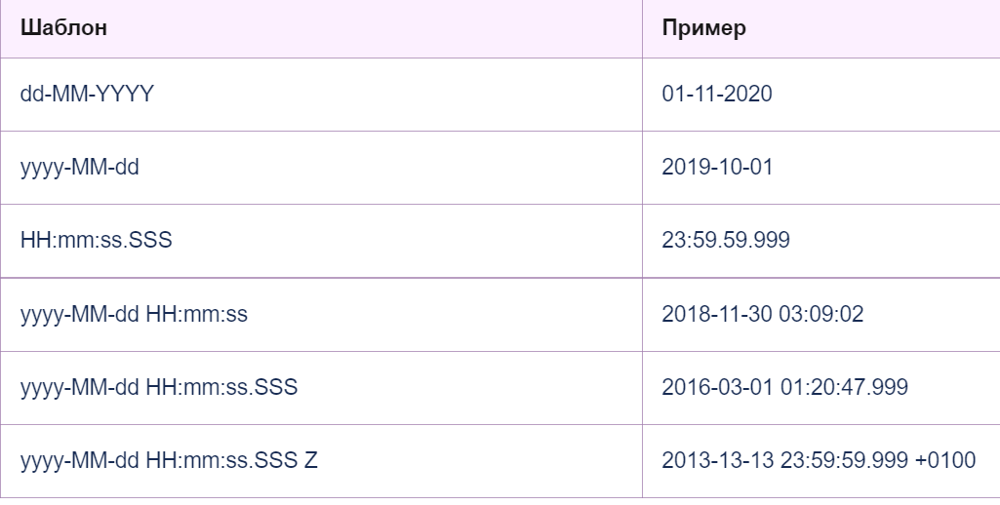 Шаблон Пример
dd-MM-YYYY 01-11-2020
yyyy-MM-dd 2019-10-01
HH:mm:ss.SSS 23:59.59.999
yyyy-MM-dd HH:mm:ss 2018-11-30 03:09:02
yyyy-MM-dd HH:mm:ss.SSS 2016-03-01 01:20:47.999
yyyy-MM-dd HH:mm:ss.SSS Z 2013-13-13 23:59:59.999 +0100